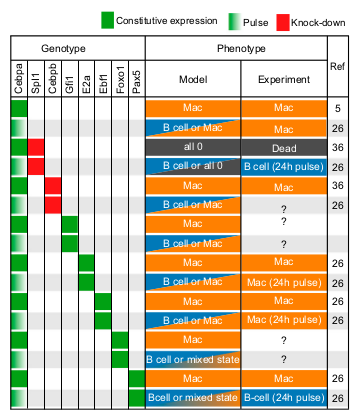 Constitutive expression Pulse Knock-down
Genotype Phenotype Ref
Cebpa Spl1 Cebpb Gfi1 E2a Ebf1 Foxo1 Pax5 Model Experiment
Mac Mac 5
B cell or Mac Mac 26
all 0 Dead 36
B cell or all 0 B cell (24h pulse) 26
Mac Mac 36
B cell or Mac ? 26
Mac ?
B cell or Mac ?
Mac Mac 26
B cell or Mac Mac (24h pulse) 26
Mac Mac 26
B cell or Mac Mac (24h pulse) 26
Mac ?
B cell or mixed state ?
Mac Mac 26
Bcell or mixed state B-cell (24h pulse) 26